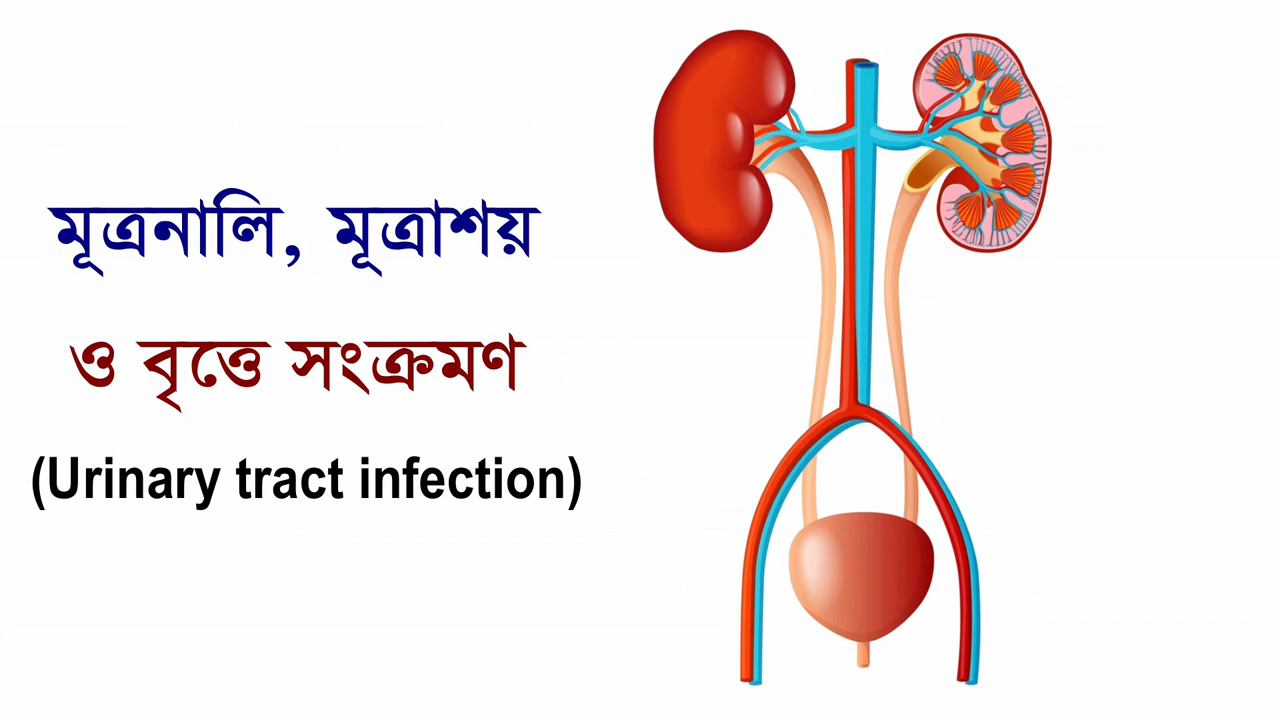 মূত্রনালি, মূত্রাশয়
ও বৃত্তে সংক্রমণ
(Urinary tract infection)